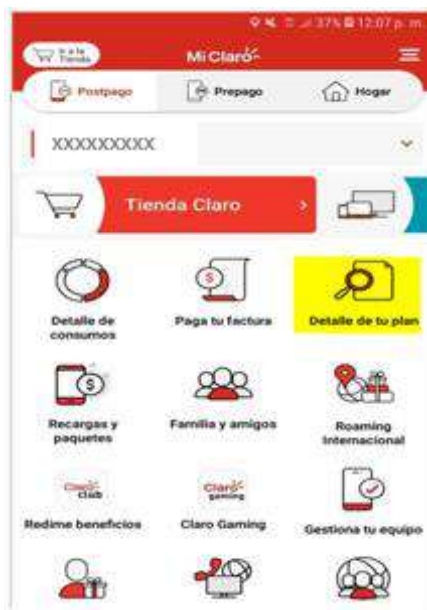 37% 12:07 p. m.
Ir a la
Tienda
Mi Claro
Postpago
Prepago
Hogar
XXXXXXXXX
Tienda Claro
Detalle de
consumos
Paga tu factura
Detalle de tu plan
Recargas y
paquetes
Familia y amigos
Roaming
Internacional
Claro
club
Claro
gaming
Redime beneficios
Claro Gaming
Gestiona tu equipo